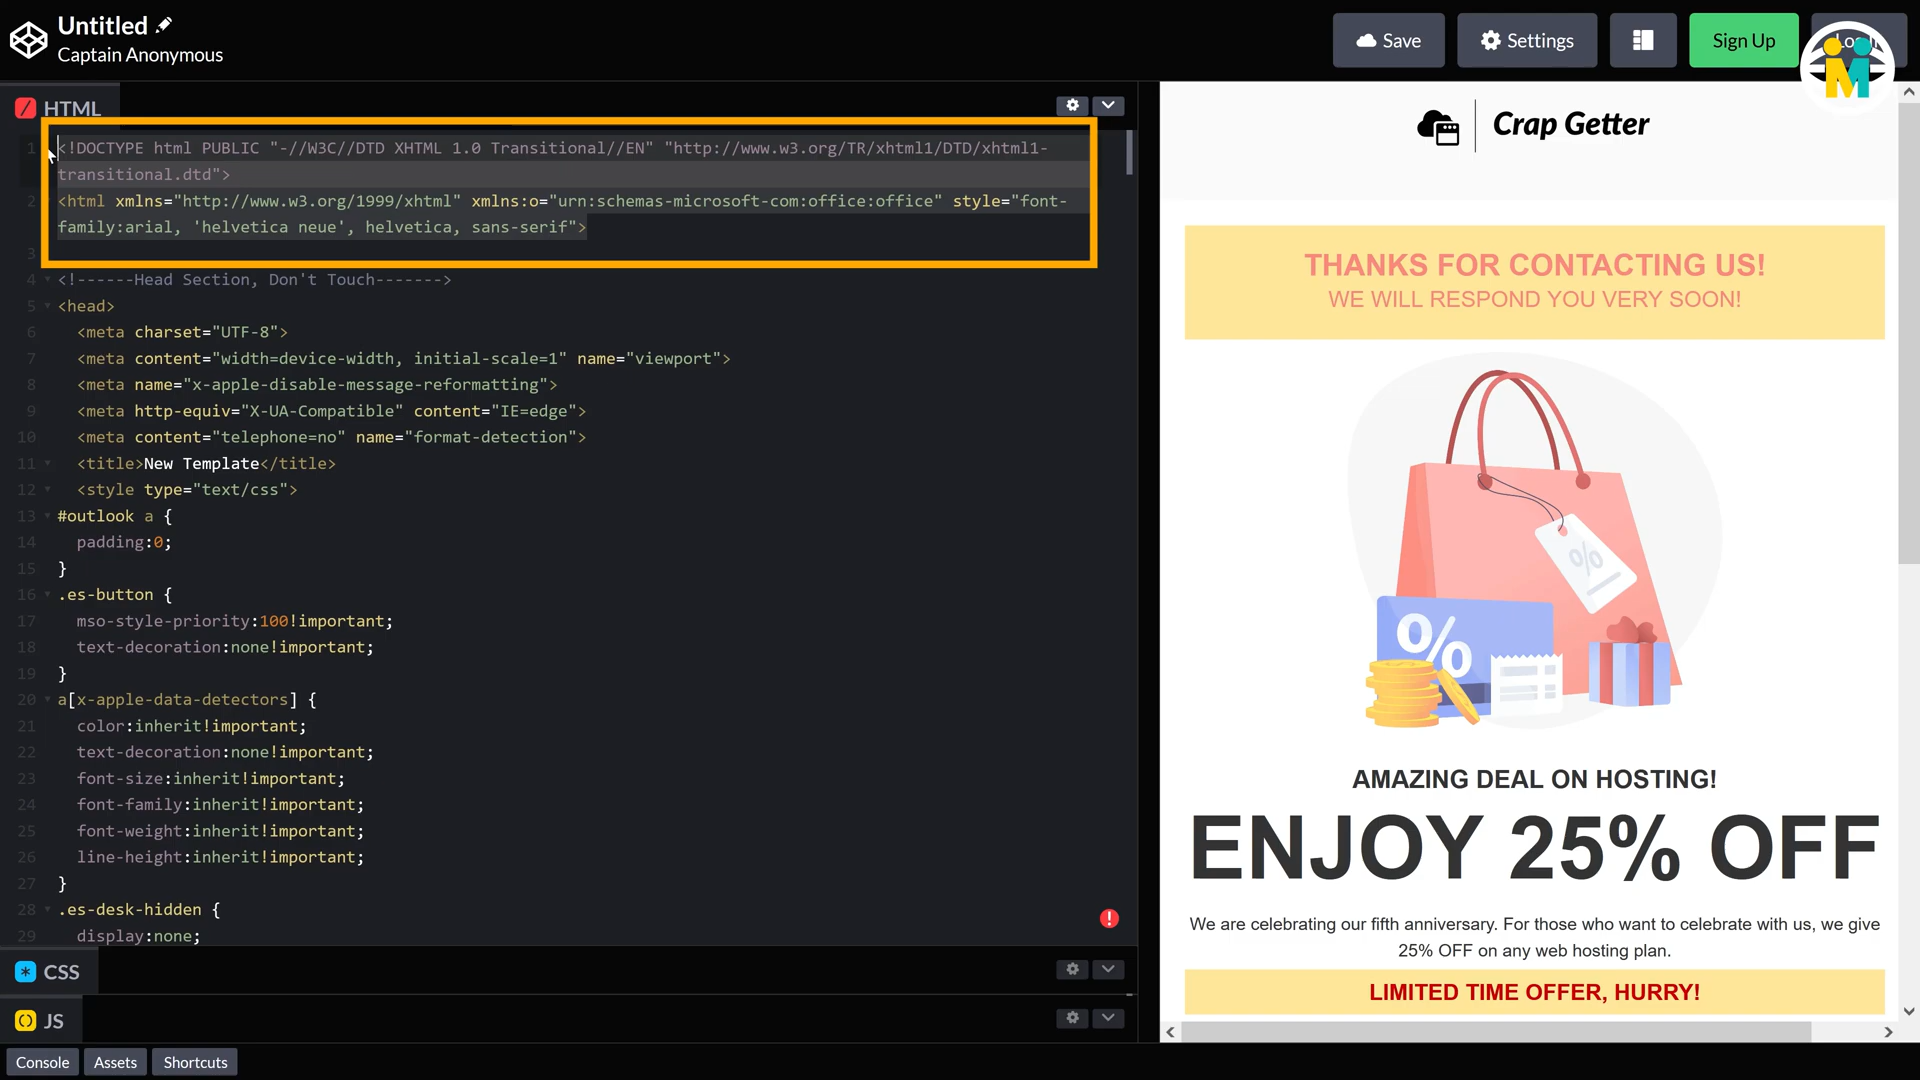 Untitled
Captain Anonymous
Save
Settings
Sign Up
HTML
1 <!DOCTYPE html PUBLIC "-//W3C//DTD XHTML 1.0 Transitional//EN" "http://www.w3.org/TR/xhtml1/DTD/xhtml1-
transitional.dtd">
2 <html xmlns="http://www.w3.org/1999/xhtml" xmlns:o="urn:schemas-microsoft-com:office:office" style="font-
family:arial, 'helvetica neue', helvetica, sans-serif">
3
4 <!------Head Section, Don't Touch------->
5 <head>
6 <meta charset="UTF-8">
7 <meta content="width=device-width, initial-scale=1" name="viewport">
8 <meta name="x-apple-disable-message-reformatting">
9 <meta http-equiv="X-UA-Compatible" content="IE=edge">
10 <meta content="telephone=no" name="format-detection">
11 <title>New Template</title>
12 <style type="text/css">
13 #outlook a {
14 padding:0;
15 }
16 .es-button {
17 mso-style-priority:100!important;
18 text-decoration:none!important;
19 }
20 a[x-apple-data-detectors] {
21 color:inherit!important;
22 text-decoration:none!important;
23 font-size:inherit!important;
24 font-family:inherit!important;
25 font-weight:inherit!important;
26 line-height:inherit!important;
27 }
28 .es-desk-hidden {
29 display:none;
CSS
JS
Console
Assets
Shortcuts
Crap Getter
THANKS FOR CONTACTING US!
WE WILL RESPOND YOU VERY SOON!
%
%
AMAZING DEAL ON HOSTING!
ENJOY 25% OFF
We are celebrating our fifth anniversary. For those who want to celebrate with us, we give
25% OFF on any web hosting plan.
LIMITED TIME OFFER, HURRY!